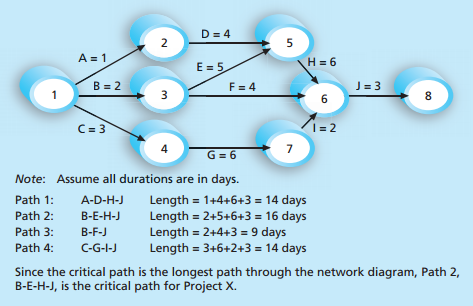 D = 4
2
5
A = 1
E = 5
H = 6
1
B = 2
3
F = 4
6
J = 3
8
C = 3
I = 2
4
G = 6
7
Note: Assume all durations are in days.
Path 1: A-D-H-J Length = 1+4+6+3 = 14 days
Path 2: B-E-H-J Length = 2+5+6+3 = 16 days
Path 3: B-F-J Length = 2+4+3 = 9 days
Path 4: C-G-I-J Length = 3+6+2+3 = 14 days
Since the critical path is the longest path through the network diagram, Path 2,
B-E-H-J, is the critical path for Project X.